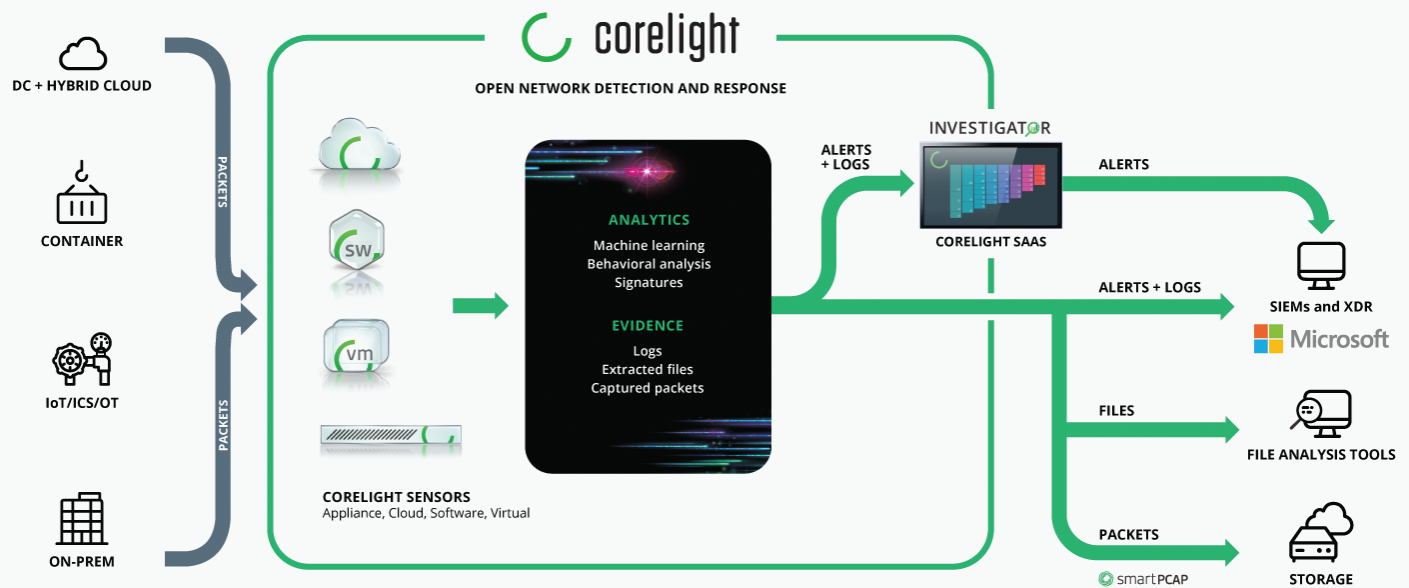 corelight
OPEN NETWORK DETECTION AND RESPONSE
DC + HYBRID CLOUD
CONTAINER
IoT/ICS/OT
ON-PREM
PACKETS
PACKETS
sw
vm
CORELIGHT SENSORS
Appliance, Cloud, Software, Virtual
ANALYTICS
Machine learning
Behavioral analysis
Signatures
EVIDENCE
Logs
Extracted files
Captured packets
ALERTS
+ LOGS
INVESTIGATOR
CORELIGHT SAAS
ALERTS
ALERTS + LOGS
SIEMs and XDR
Microsoft
FILES
FILE ANALYSIS TOOLS
PACKETS
smartPCAP
STORAGE